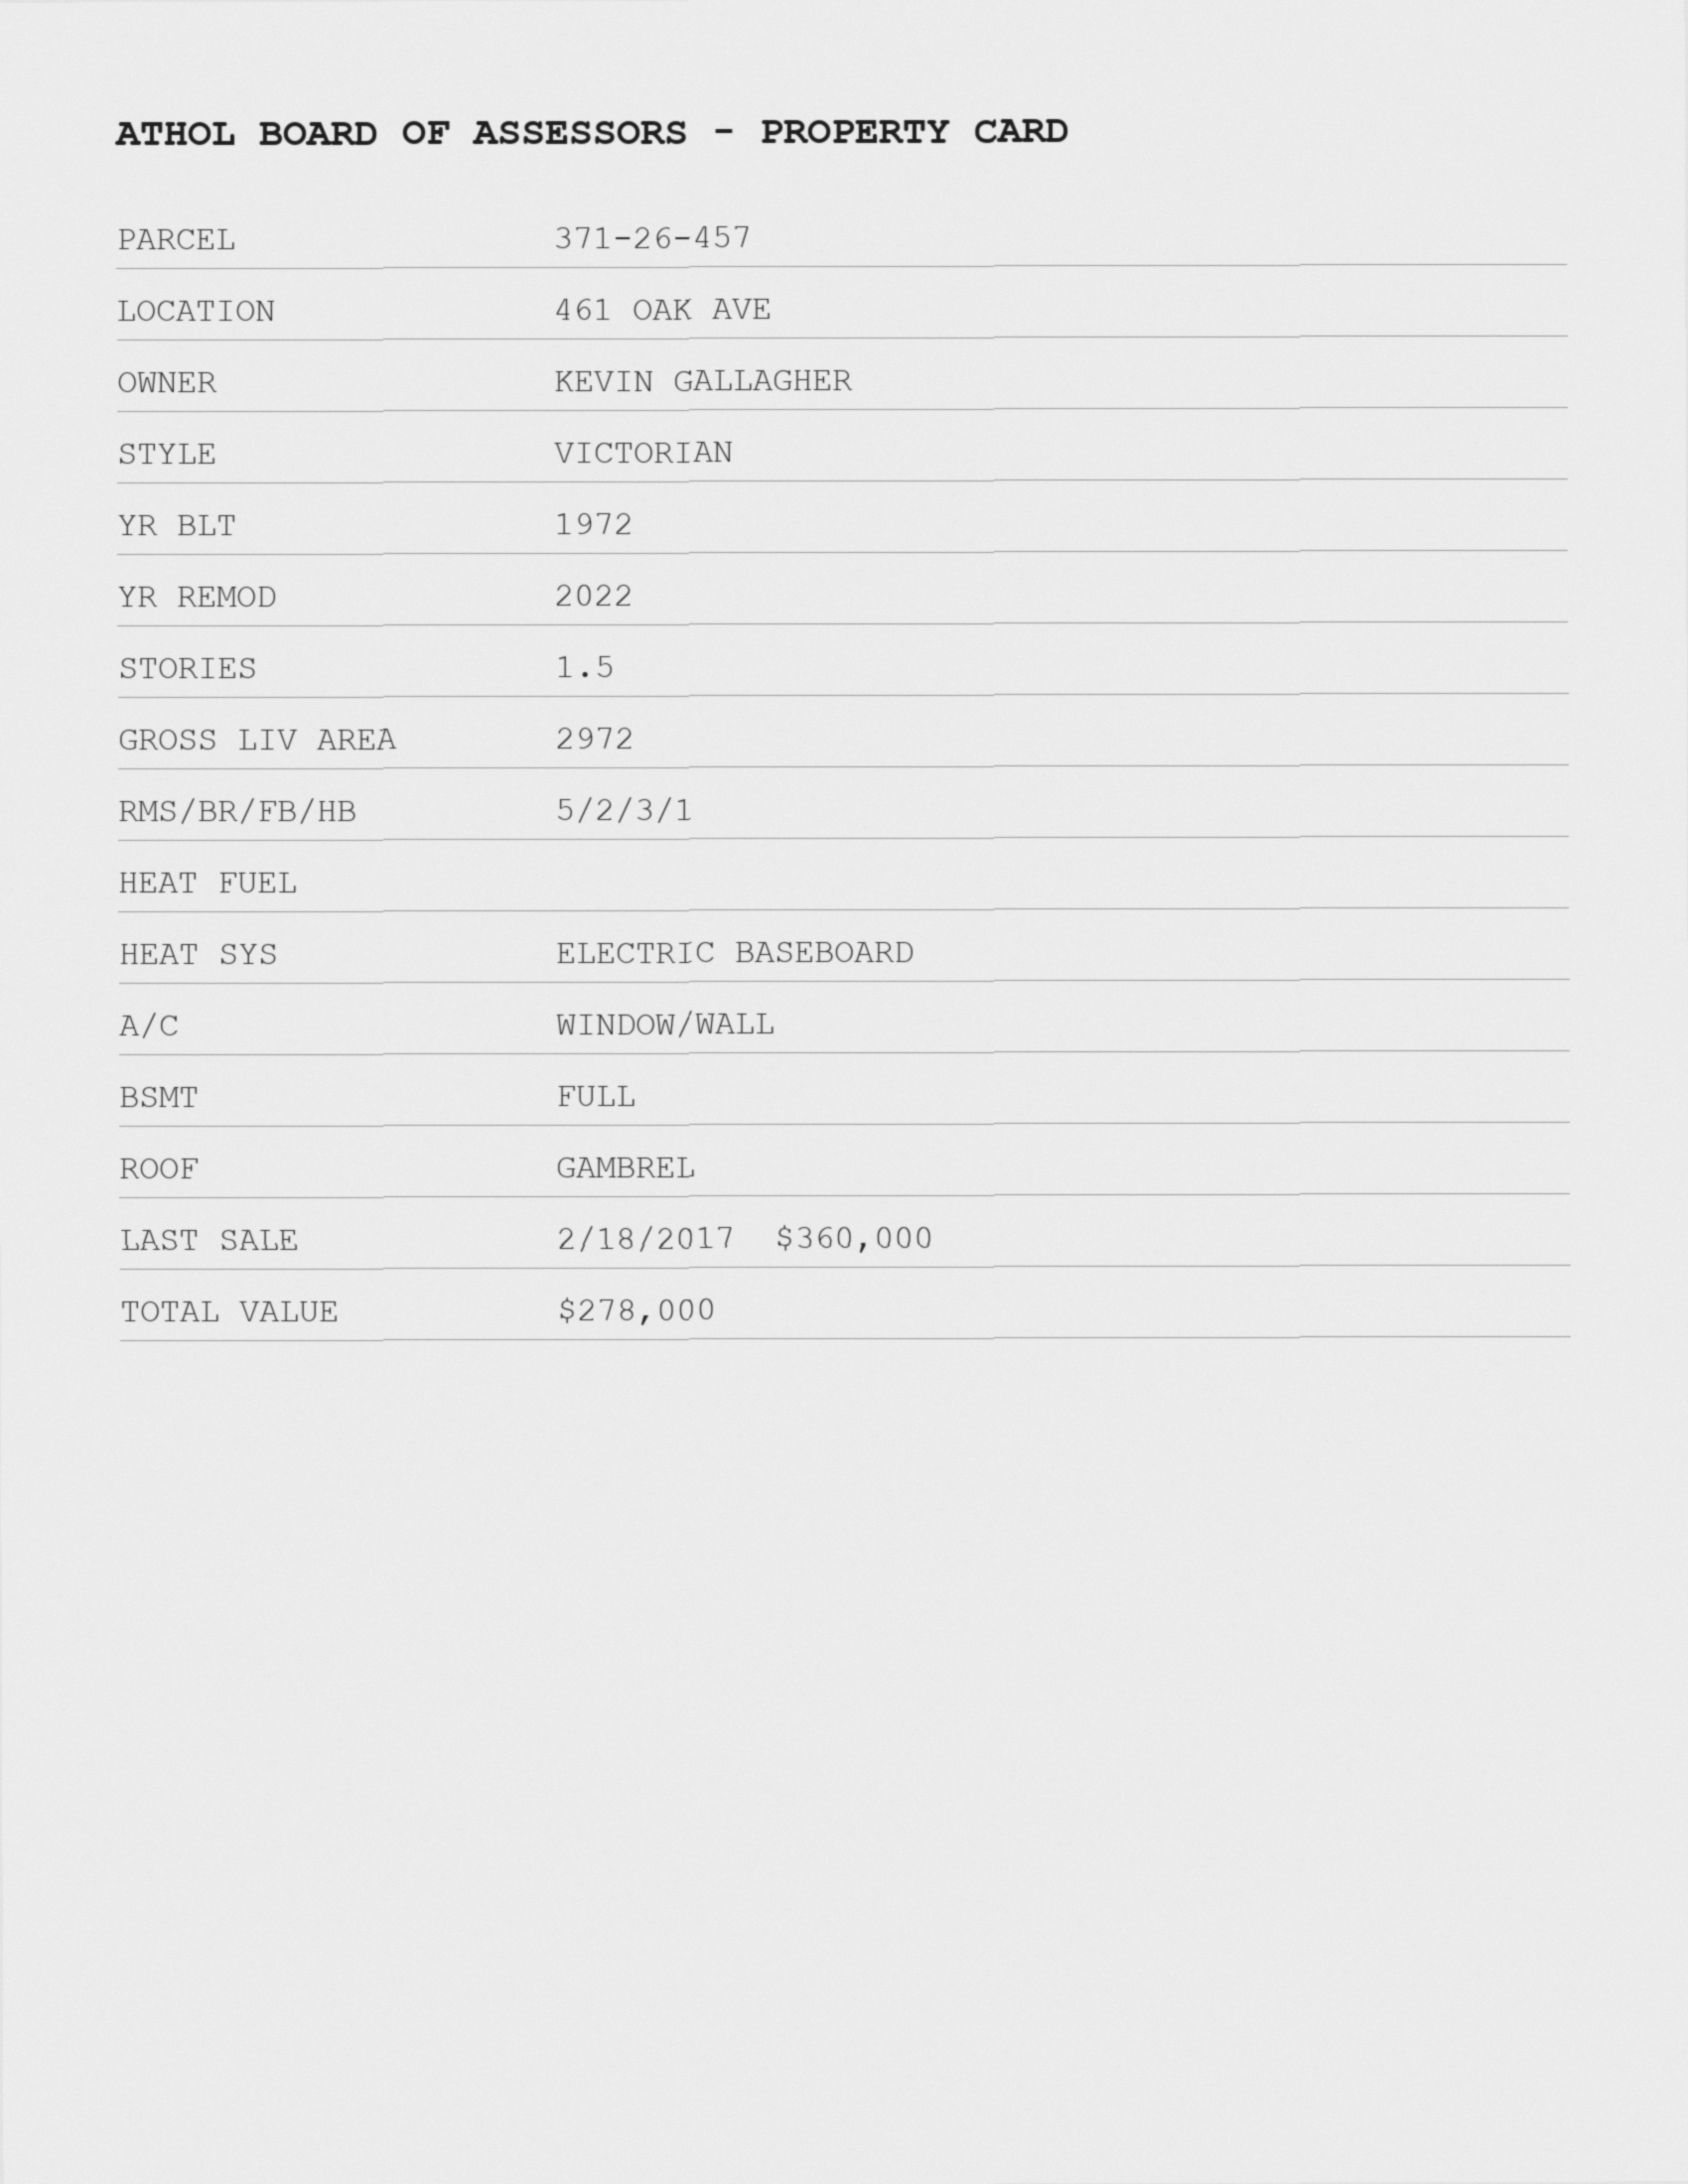 ATHOL BOARD OF ASSESSORS - PROPERTY CARD
PARCEL 371-26-457
LOCATION 461 OAK AVE
OWNER KEVIN GALLAGHER
STYLE VICTORIAN
YR BLT 1972
YR REMOD 2022
STORIES 1.5
GROSS LIV AREA 2972
RMS/BR/FB/HB 5/2/3/1
HEAT FUEL
HEAT SYS ELECTRIC BASEBOARD
A/C WINDOW/WALL
BSMT FULL
ROOF GAMBREL
LAST SALE 2/18/2017 $360,000
TOTAL VALUE $278,000